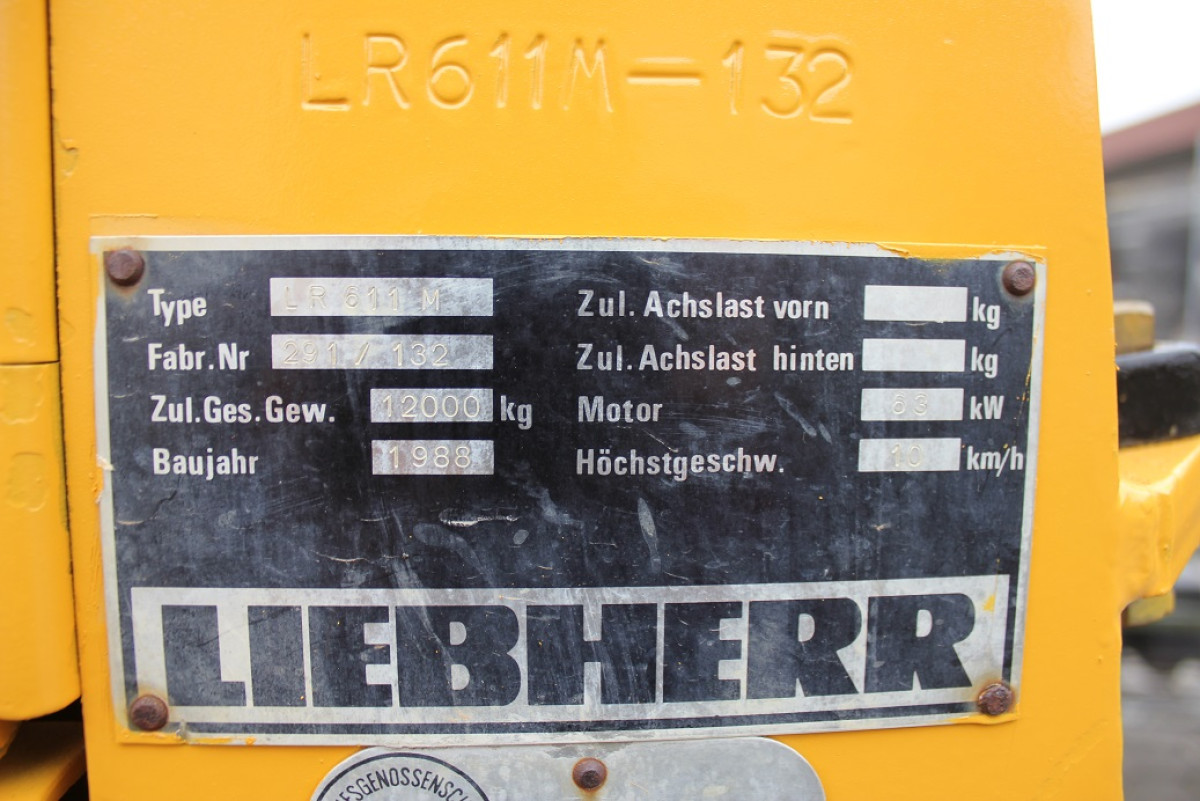 LR611M-132
Type LR 611 M
Zul. Achslast vorn kg
Fabr.Nr 291/132
Zul. Achslast hinten kg
Zul.Ges.Gew. 12000 kg
Motor 63 kW
Baujahr 1988
Höchstgeschw. 10 km/h
LIEBHERR